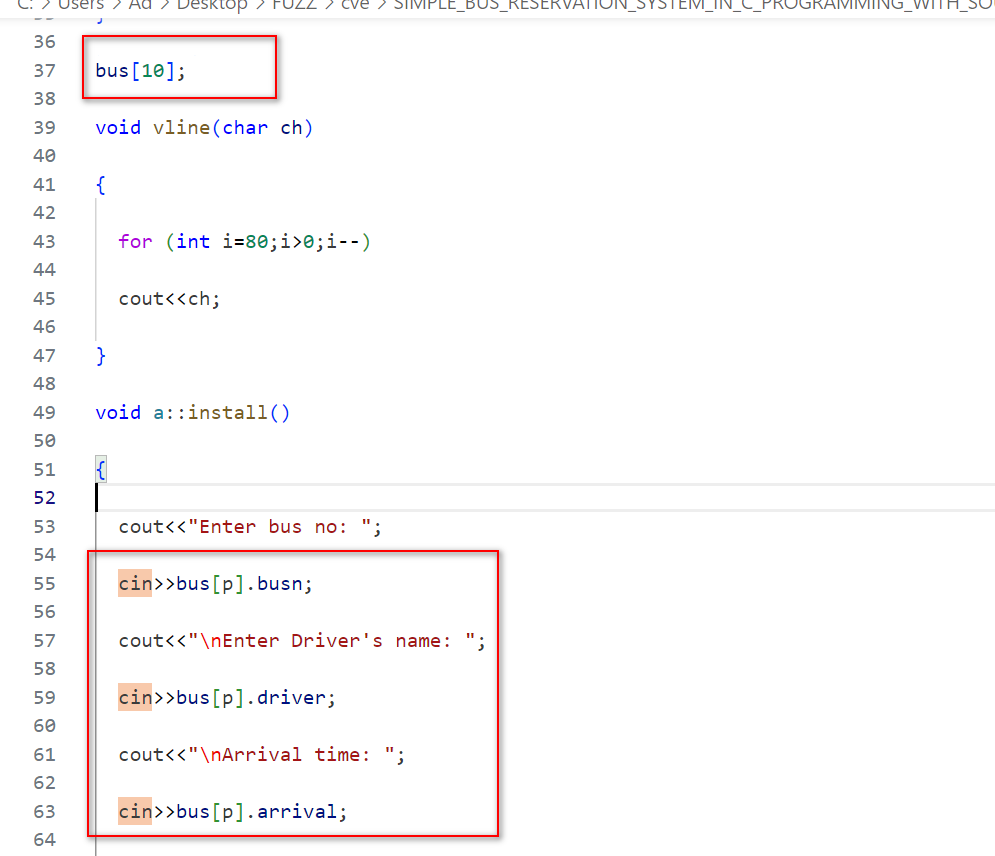 C: > Users > Ad > Desktop > FUZZ > cve > SIMPLE_BUS_RESERVATION_SYSTEM_IN_C_PROGRAMMING_WITH_SOU
35 }
36
37 bus[10];
38
39 void vline(char ch)
40
41 {
42
43 for (int i=80;i>0;i--)
44
45 cout<<ch;
46
47 }
48
49 void a::install()
50
51 {
52
53 cout<<"Enter bus no: ";
54
55 cin>>bus[p].busn;
56
57 cout<<"\nEnter Driver's name: ";
58
59 cin>>bus[p].driver;
60
61 cout<<"\nArrival time: ";
62
63 cin>>bus[p].arrival;
64